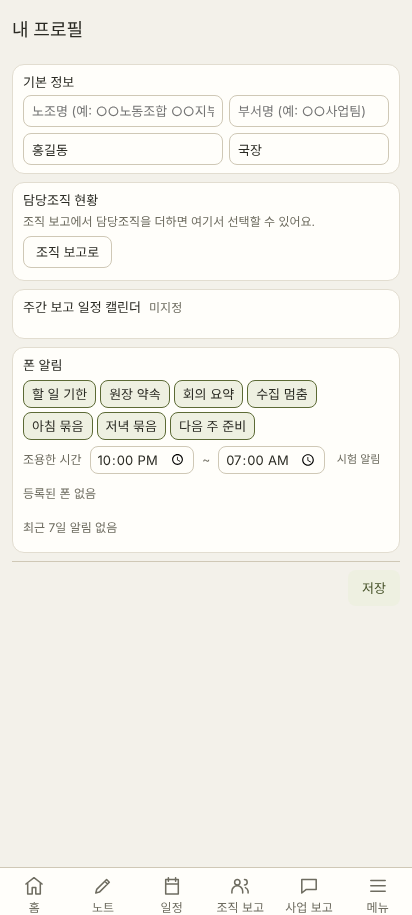 내 프로필
기본 정보
노조명 (예: ○○노동조합 ○○지부 부서명 (예: ○○사업팀)
홍길동 국장
담당조직 현황
조직 보고에서 담당조직을 더하면 여기서 선택할 수 있어요.
조직 보고로
주간 보고 일정 캘린더 미지정
폰 알림
할 일 기한 원장 약속 회의 요약 수집 멈춤
아침 묶음 저녁 묶음 다음 주 준비
조용한 시간 10:00 PM ~ 07:00 AM 시험 알림
등록된 폰 없음
최근 7일 알림 없음
저장
홈 노트 일정 조직 보고 사업 보고 메뉴